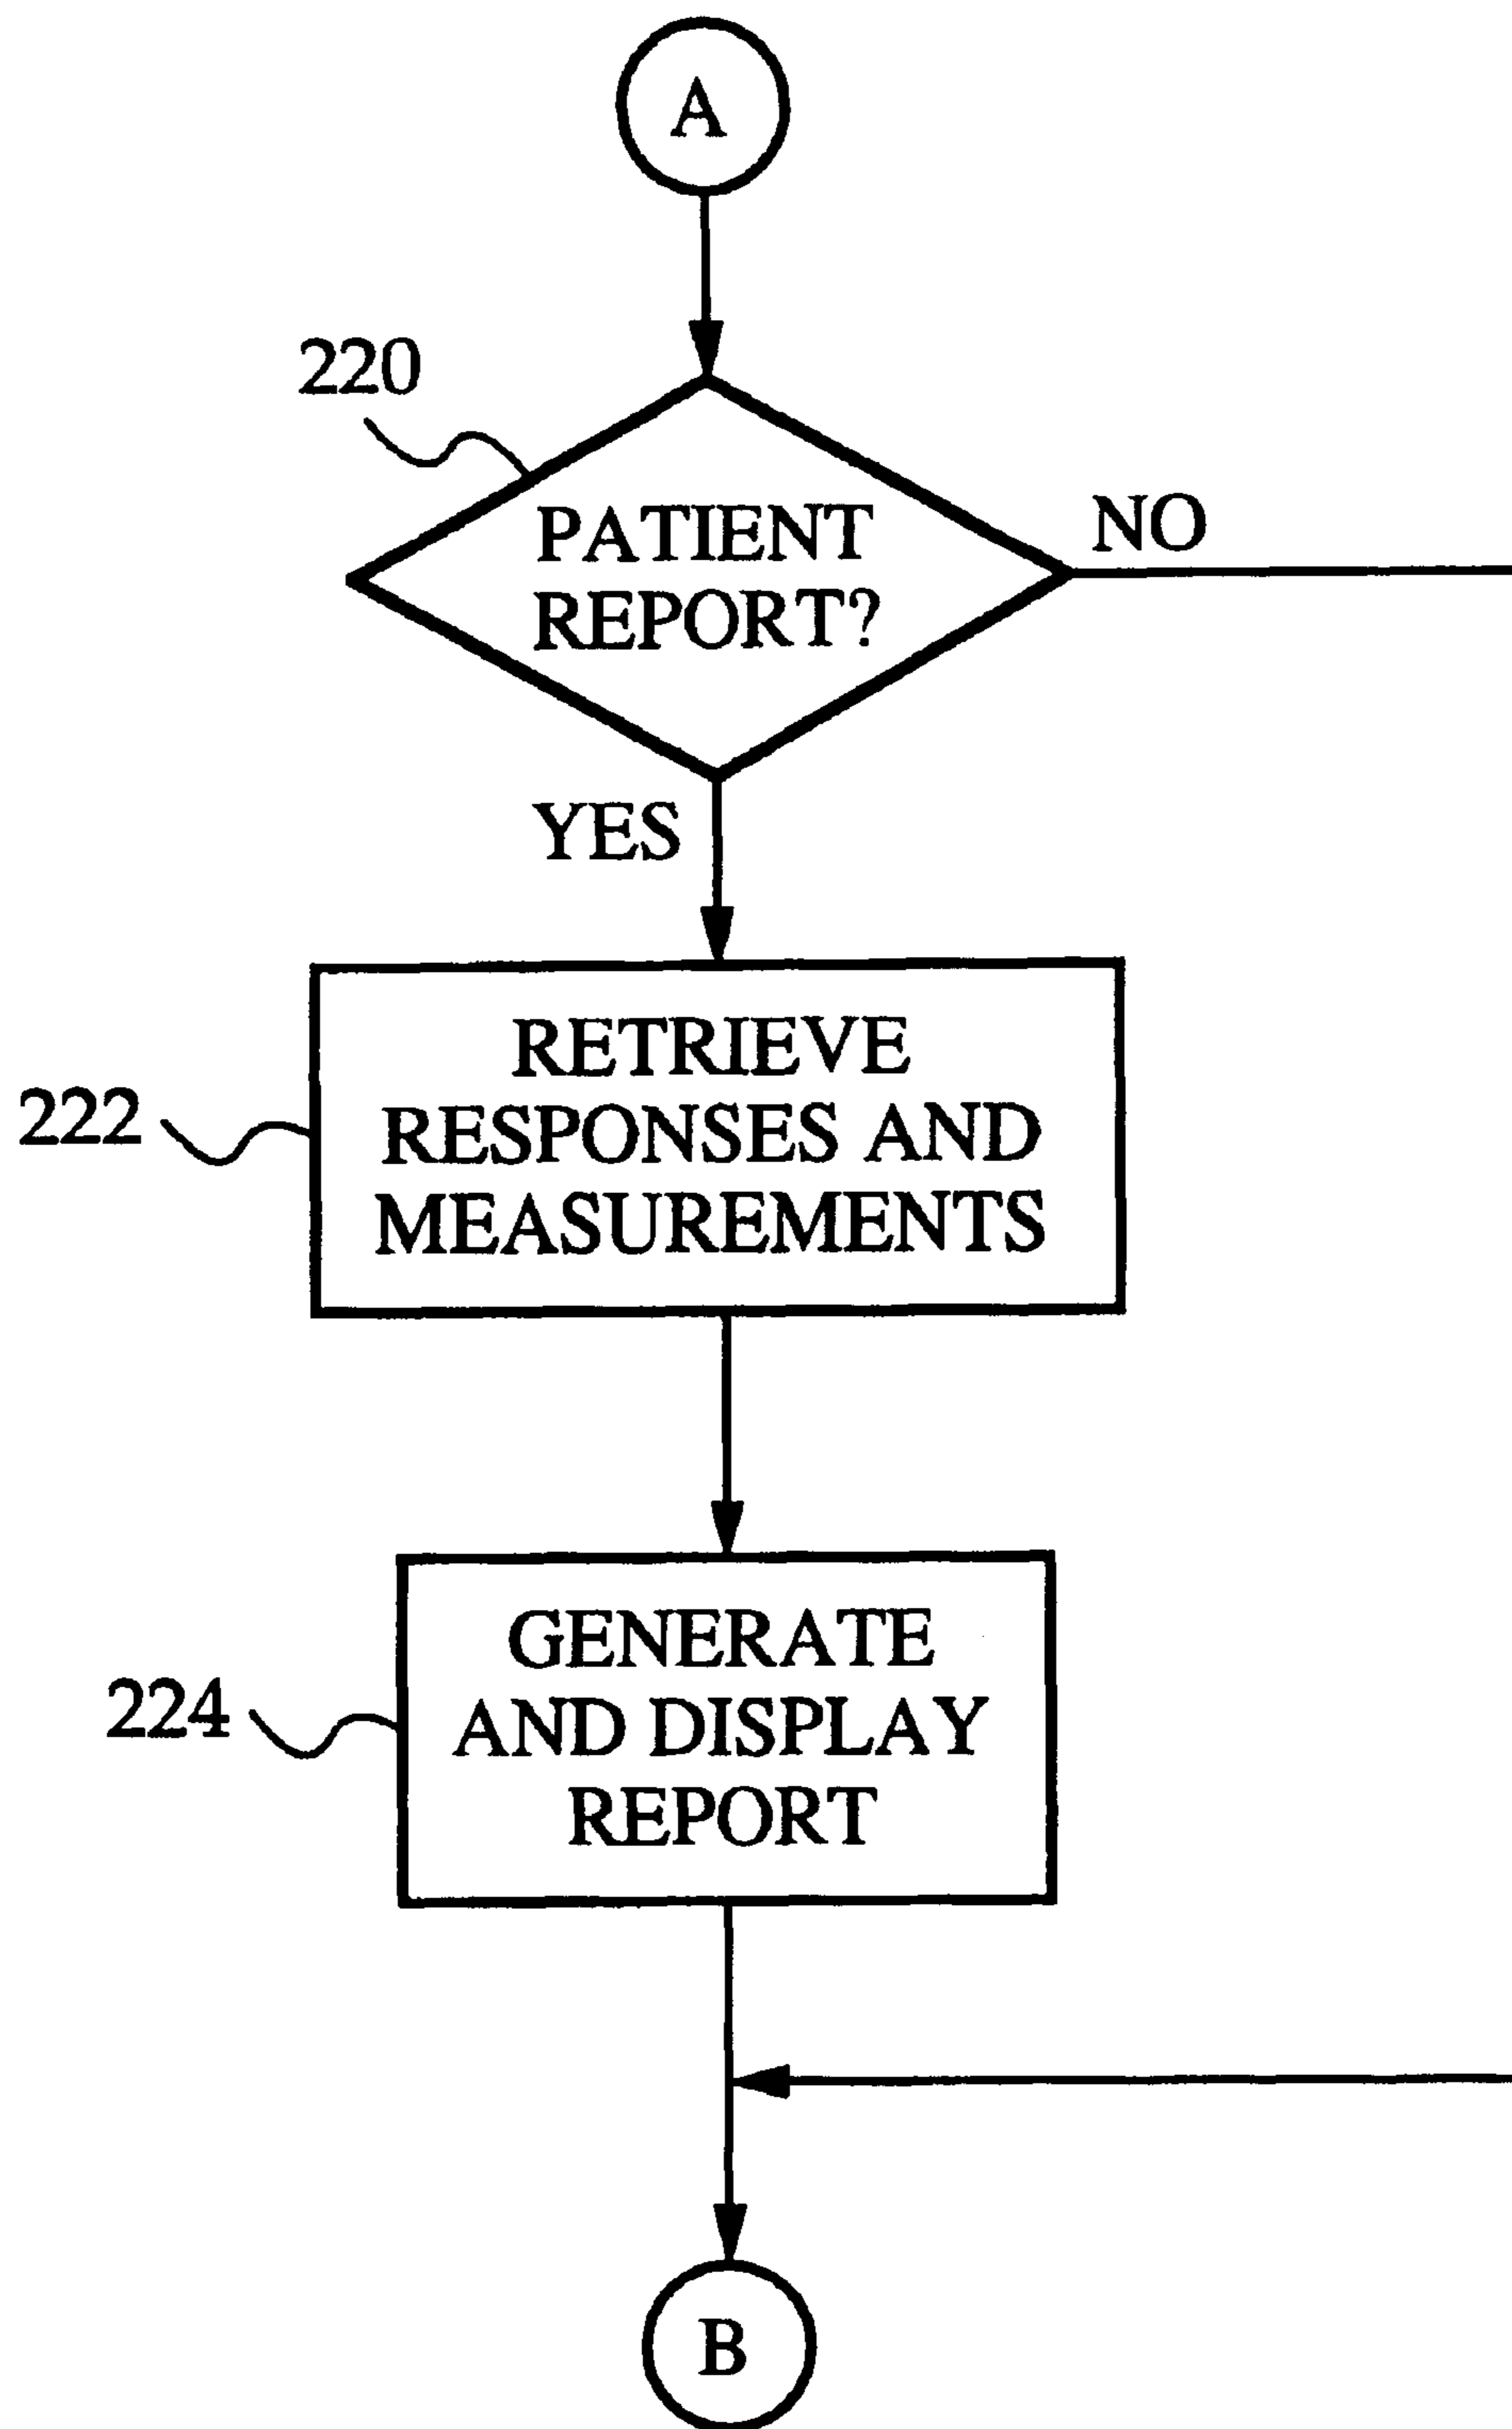 A
220
PATIENT
REPORT?
NO
YES
RETRIEVE
RESPONSES AND
MEASUREMENTS
222
GENERATE
AND DISPLAY
REPORT
224
B